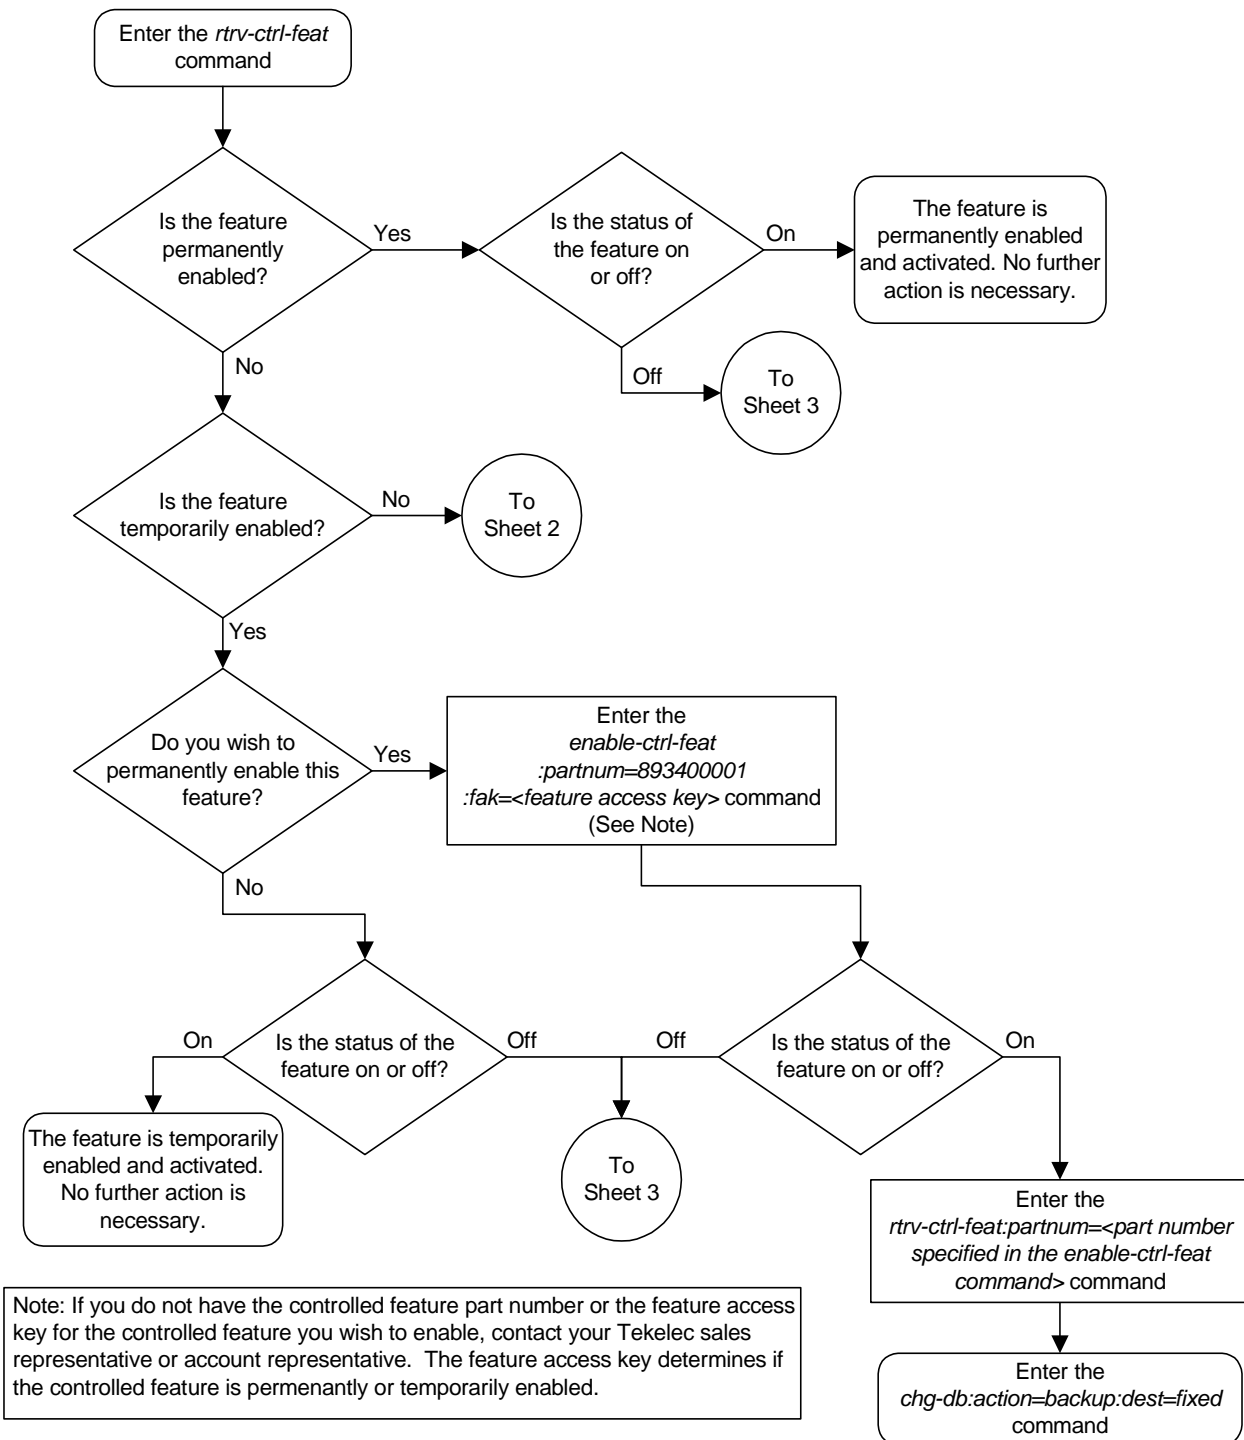 Enter the rtrv-ctrl-feat
command
Is the feature
permanently
enabled?
Yes
Is the status of
the feature on
or off?
On
The feature is
permanently enabled
and activated. No further
action is necessary.
No
Off
To
Sheet 3
Is the feature
temporarily enabled?
No
To
Sheet 2
Yes
Do you wish to
permanently enable this
feature?
Yes
Enter the
enable-ctrl-feat
:partnum=893400001
:fak=<feature access key> command
(See Note)
No
On
Is the status of the
feature on or off?
Off
Off
Is the status of the
feature on or off?
On
The feature is temporarily
enabled and activated.
No further action is
necessary.
To
Sheet 3
Enter the
rtrv-ctrl-feat:partnum=<part number
specified in the enable-ctrl-feat
command> command
Note: If you do not have the controlled feature part number or the feature access
key for the controlled feature you wish to enable, contact your Tekelec sales
representative or account representative.  The feature access key determines if
the controlled feature is permenantly or temporarily enabled.
Enter the
chg-db:action=backup:dest=fixed
command